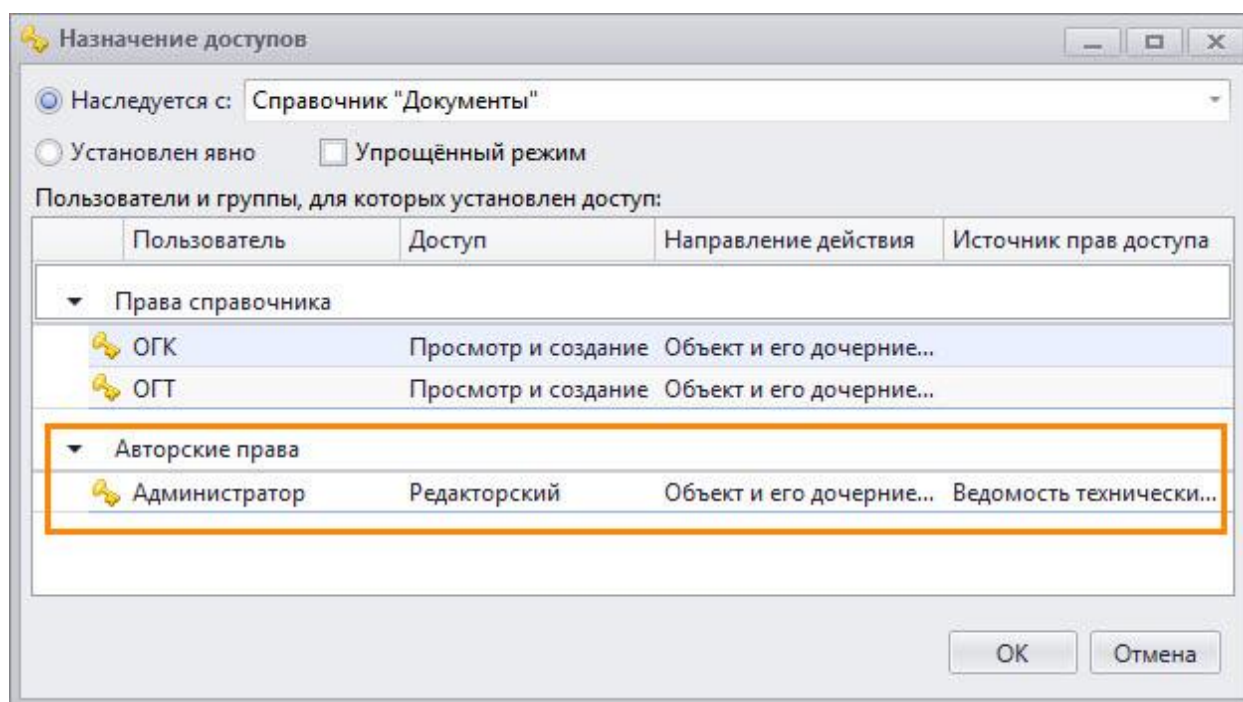 Назначение доступов
Наследуется с: Справочник "Документы"
Установлен явно Упрощённый режим
Пользователи и группы, для которых установлен доступ:
Пользователь Доступ Направление действия Источник прав доступа
Права справочника
ОГК Просмотр и создание Объект и его дочерние...
ОГТ Просмотр и создание Объект и его дочерние...
Авторские права
Администратор Редакторский Объект и его дочерние... Ведомость технически...
ОК Отмена